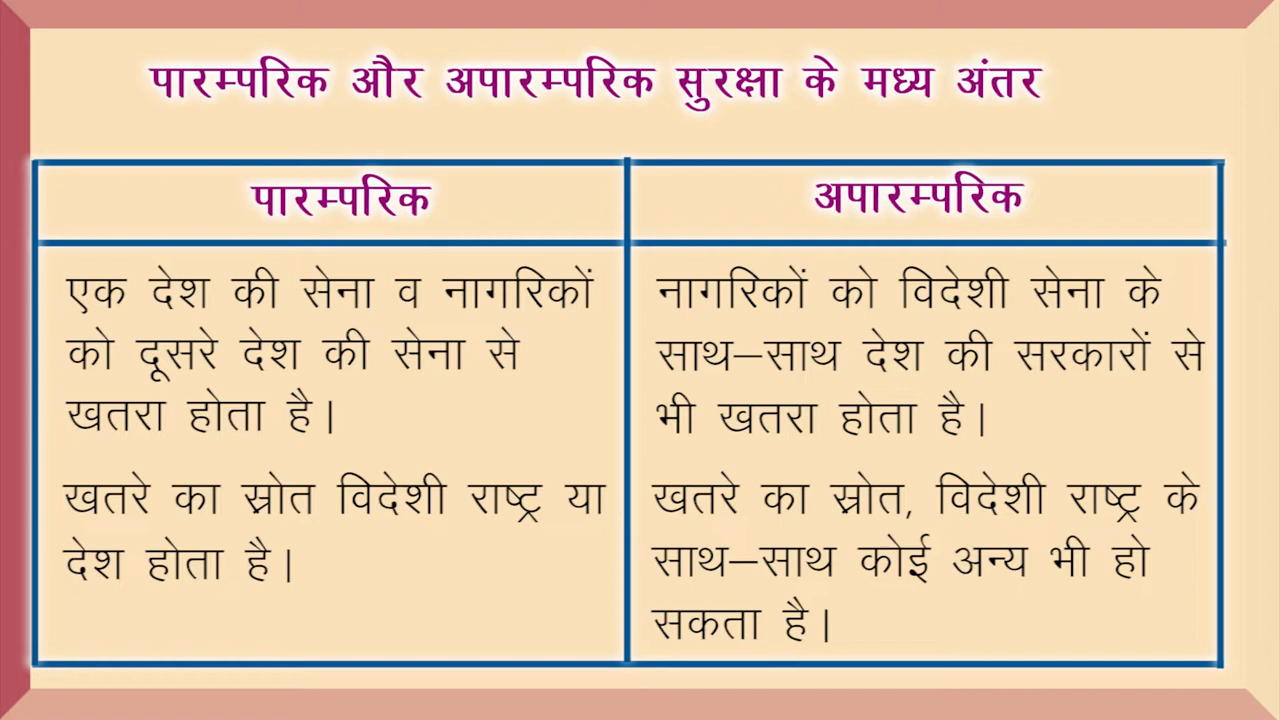 पारम्परिक और अपारम्परिक सुरक्षा के मध्य अंतर
पारम्परिक
अपारम्परिक
एक देश की सेना व नागरिकों
को दूसरे देश की सेना से
खतरा होता है।
खतरे का स्रोत विदेशी राष्ट्र या
देश होता है।
नागरिकों को विदेशी सेना के
साथ–साथ देश की सरकारों से
भी खतरा होता है।
खतरे का स्रोत, विदेशी राष्ट्र के
साथ–साथ कोई अन्य भी हो
सकता है।